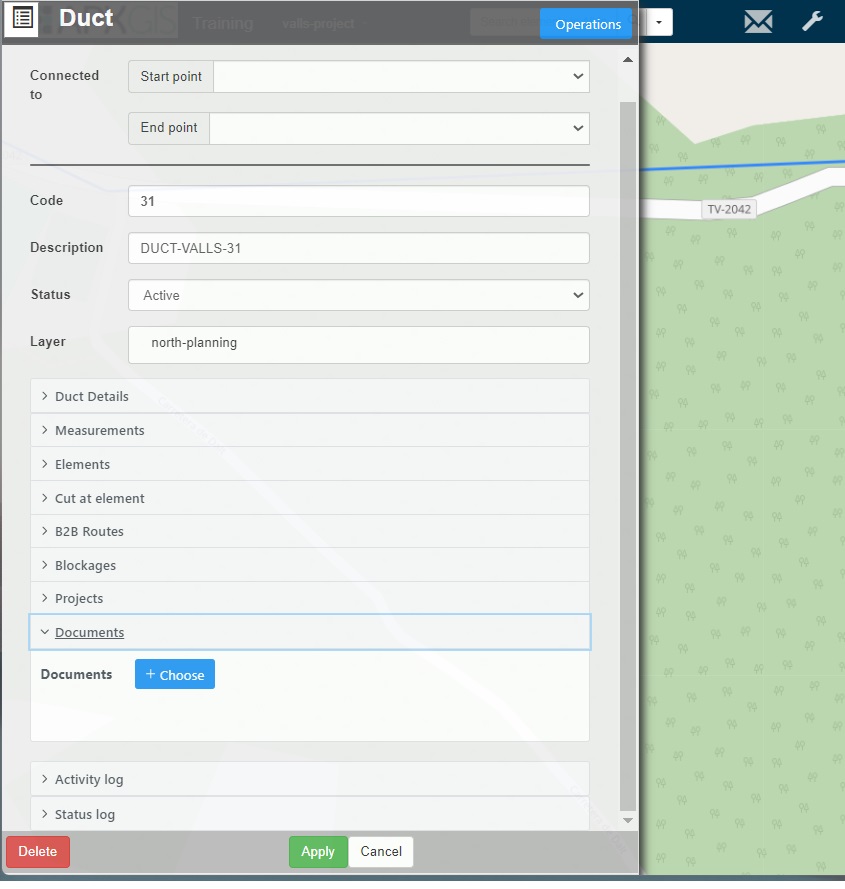 Duct
Training
valls-project
Operations
Connected
to
Start point
End point
Code
31
Description
DUCT-VALLS-31
Status
Active
Layer
north-planning
Duct Details
Measurements
Elements
Cut at element
B2B Routes
Blockages
Projects
Documents
Documents
+ Choose
Activity log
Status log
Delete
Apply
Cancel
TV-2042